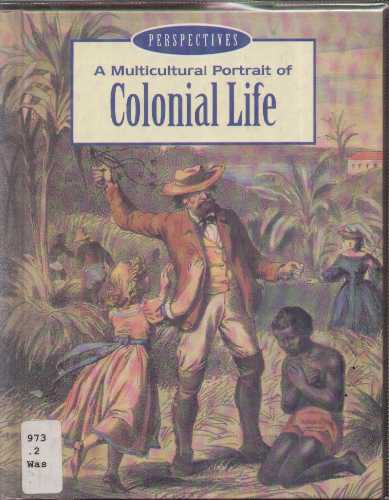 PERSPECTIVES
A Multicultural Portrait of
Colonial Life
973
.2
Was